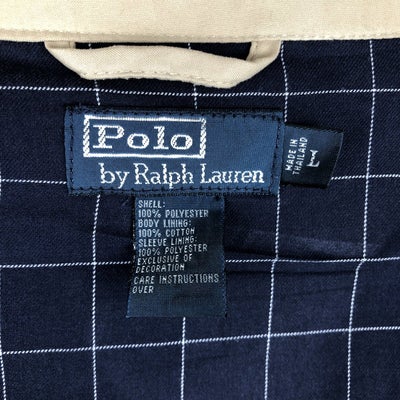 Polo
by Ralph Lauren
MADE IN
THAILAND
L
SHELL:
100% POLYESTER
BODY LINING:
100% COTTON
SLEEVE LINING:
100% POLYESTER
EXCLUSIVE OF
DECORATION
CARE INSTRUCTIONS
OVER